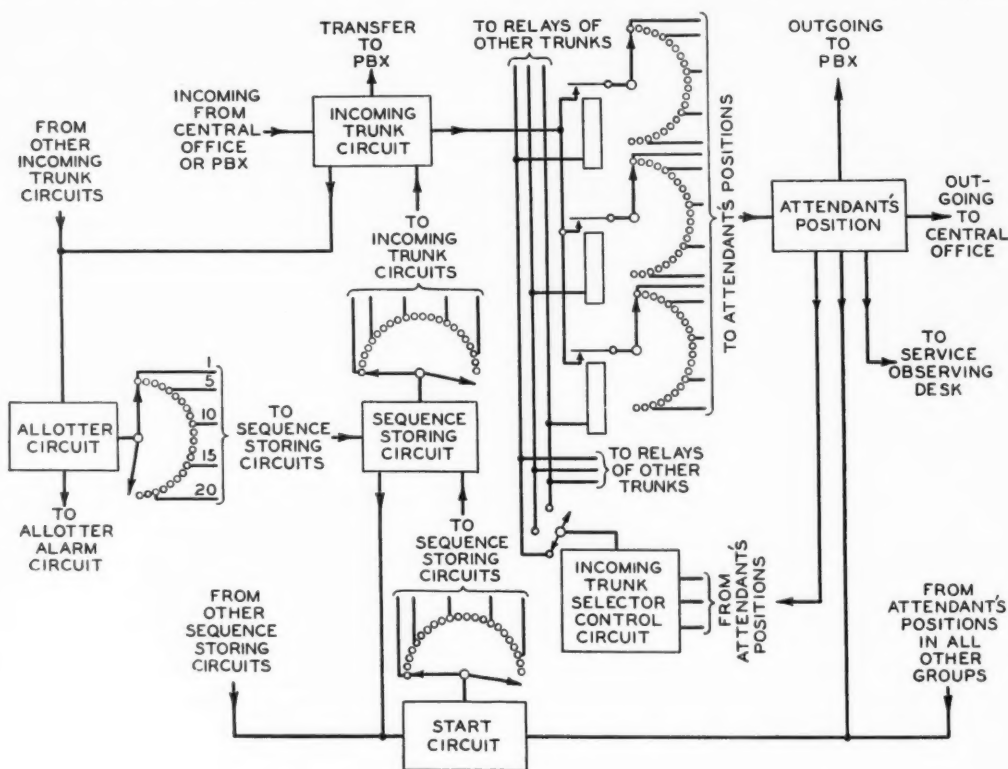 TRANSFER
TO
PBX
TO RELAYS OF
OTHER TRUNKS
OUTGOING
TO
PBX
INCOMING
FROM
CENTRAL
OFFICE
OR PBX
INCOMING
TRUNK
CIRCUIT
FROM
OTHER
INCOMING
TRUNK
CIRCUITS
TO ATTENDANT'S POSITIONS
ATTENDANT'S
POSITION
OUT-
GOING
TO
CENTRAL
OFFICE
TO
INCOMING
TRUNK
CIRCUITS
TO
SERVICE
OBSERVING
DESK
ALLOTTER
CIRCUIT
1
5
10
15
20
TO
SEQUENCE
STORING
CIRCUITS
SEQUENCE
STORING
CIRCUIT
TO RELAYS
OF OTHER
TRUNKS
TO
ALLOTTER
ALARM
CIRCUIT
TO
SEQUENCE
STORING
CIRCUITS
INCOMING
TRUNK
SELECTOR
CONTROL
CIRCUIT
FROM
ATTENDANT'S
POSITIONS
FROM
OTHER
SEQUENCE
STORING
CIRCUITS
FROM
ATTENDANT'S
POSITIONS
IN ALL
OTHER
GROUPS
START
CIRCUIT